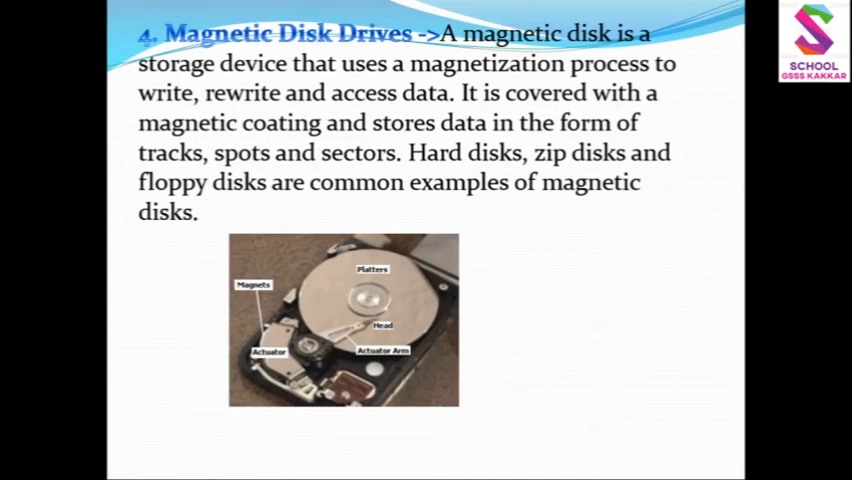 4. Magnetic Disk Drives ->A magnetic disk is a
storage device that uses a magnetization process to
write, rewrite and access data. It is covered with a
magnetic coating and stores data in the form of
tracks, spots and sectors. Hard disks, zip disks and
floppy disks are common examples of magnetic
disks.
Platters
Magnets
Head
Actuator
Actuator Arm
SCHOOL
GSSS KAKKAR